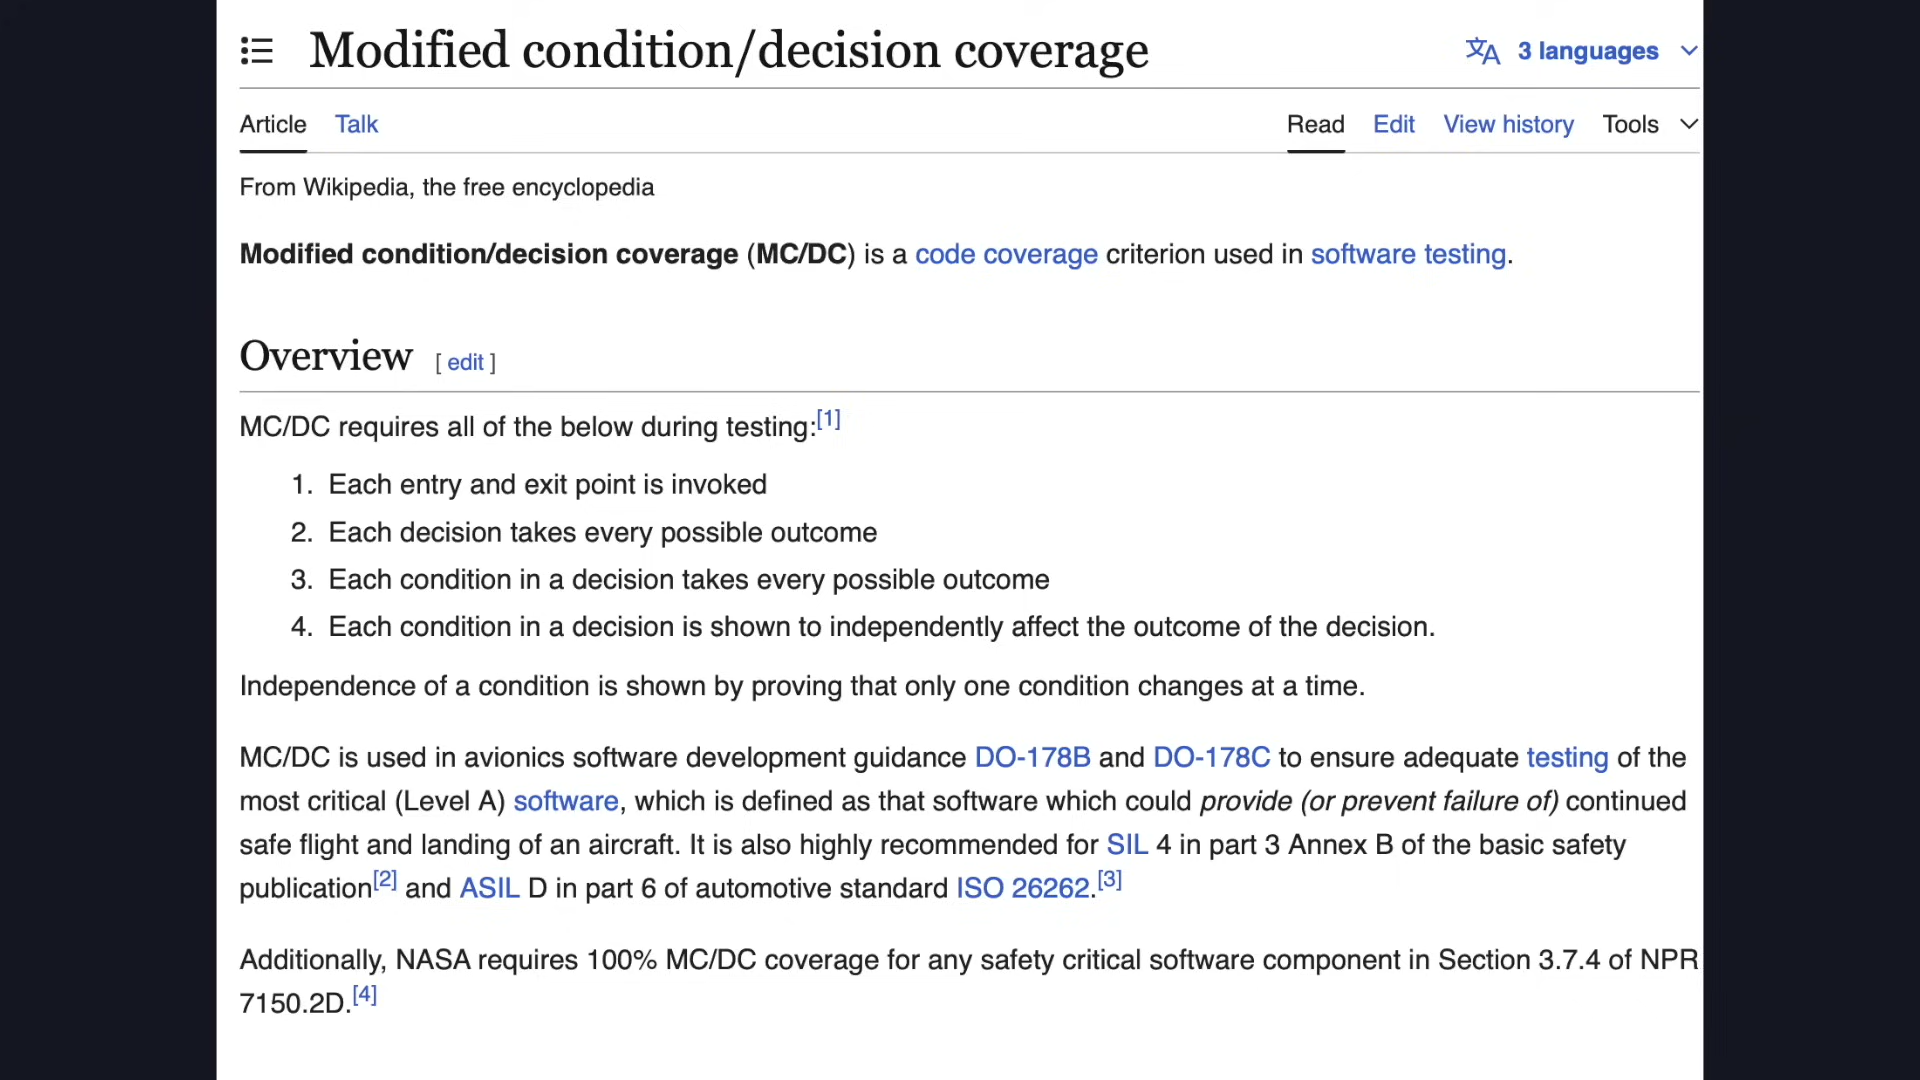 Modified condition/decision coverage
3 languages
Article Talk Read Edit View history Tools
From Wikipedia, the free encyclopedia
Modified condition/decision coverage (MC/DC) is a code coverage criterion used in software testing.
Overview [ edit ]
MC/DC requires all of the below during testing:[1]
1. Each entry and exit point is invoked
2. Each decision takes every possible outcome
3. Each condition in a decision takes every possible outcome
4. Each condition in a decision is shown to independently affect the outcome of the decision.
Independence of a condition is shown by proving that only one condition changes at a time.
MC/DC is used in avionics software development guidance DO-178B and DO-178C to ensure adequate testing of the
most critical (Level A) software, which is defined as that software which could provide (or prevent failure of) continued
safe flight and landing of an aircraft. It is also highly recommended for SIL 4 in part 3 Annex B of the basic safety
publication[2] and ASIL D in part 6 of automotive standard ISO 26262.[3]
Additionally, NASA requires 100% MC/DC coverage for any safety critical software component in Section 3.7.4 of NPR
7150.2D.[4]